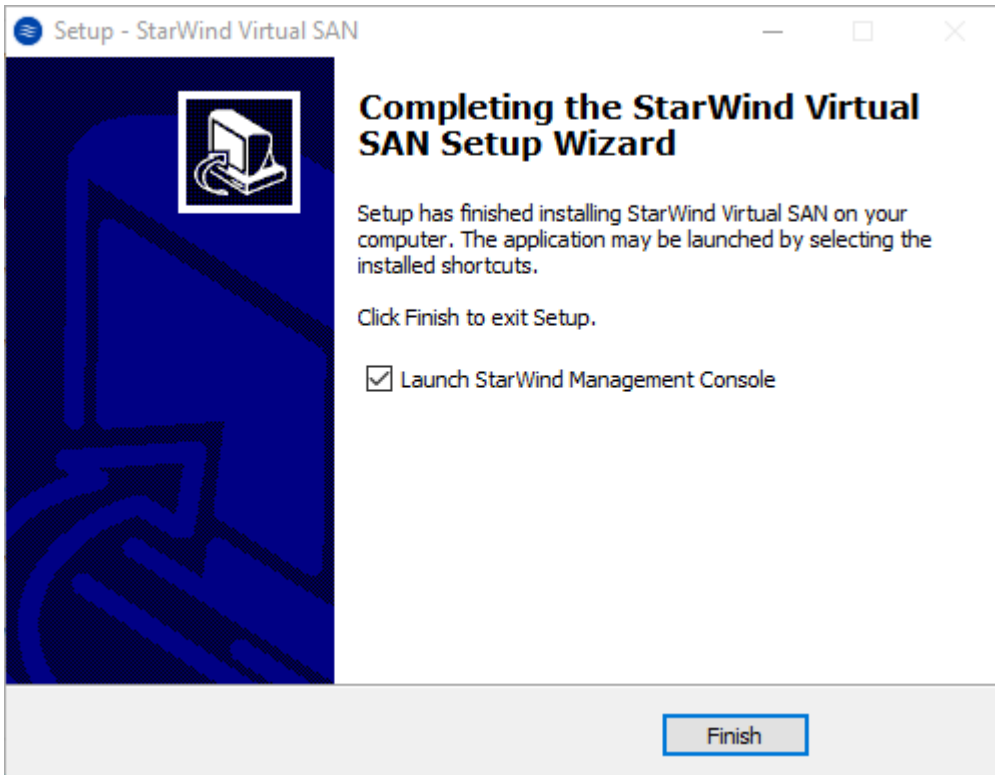 Setup - StarWind Virtual SAN
Completing the StarWind Virtual
SAN Setup Wizard
Setup has finished installing StarWind Virtual SAN on your
computer. The application may be launched by selecting the
installed shortcuts.
Click Finish to exit Setup.
Launch StarWind Management Console
Finish